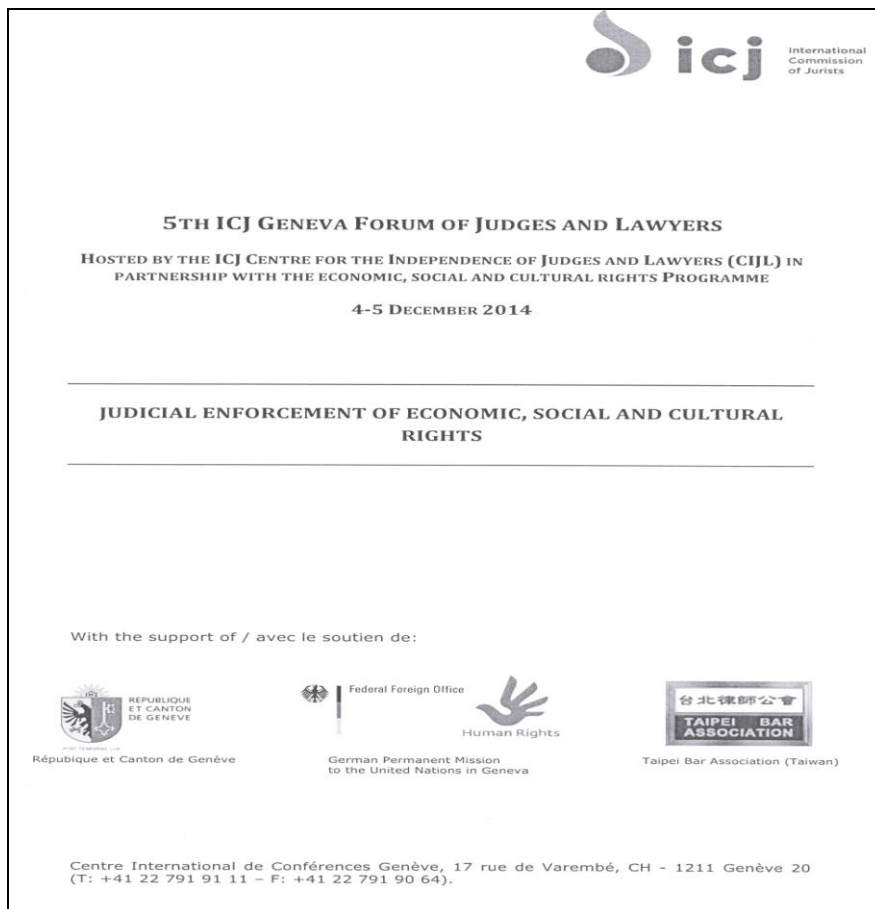 icj
International
Commission
of Jurists
5TH ICJ GENEVA FORUM OF JUDGES AND LAWYERS
HOSTED BY THE ICJ CENTRE FOR THE INDEPENDENCE OF JUDGES AND LAWYERS (CIJL) IN
PARTNERSHIP WITH THE ECONOMIC, SOCIAL AND CULTURAL RIGHTS PROGRAMME
4-5 DECEMBER 2014
JUDICIAL ENFORCEMENT OF ECONOMIC, SOCIAL AND CULTURAL
RIGHTS
With the support of / avec le soutien de:
REPUBLIQUE
ET CANTON
DE GENEVE
POST TENEBRAS LUX
Républque et Canton de Genève
Federal Foreign Office
Human Rights
German Permanent Mission
to the United Nations in Geneva
台北律師公會
TAIPEI BAR
ASSOCIATION
Taipei Bar Association (Taiwan)
Centre International de Conférences Genève, 17 rue de Varembé, CH - 1211 Genève 20
(T: +41 22 791 91 11 – F: +41 22 791 90 64).